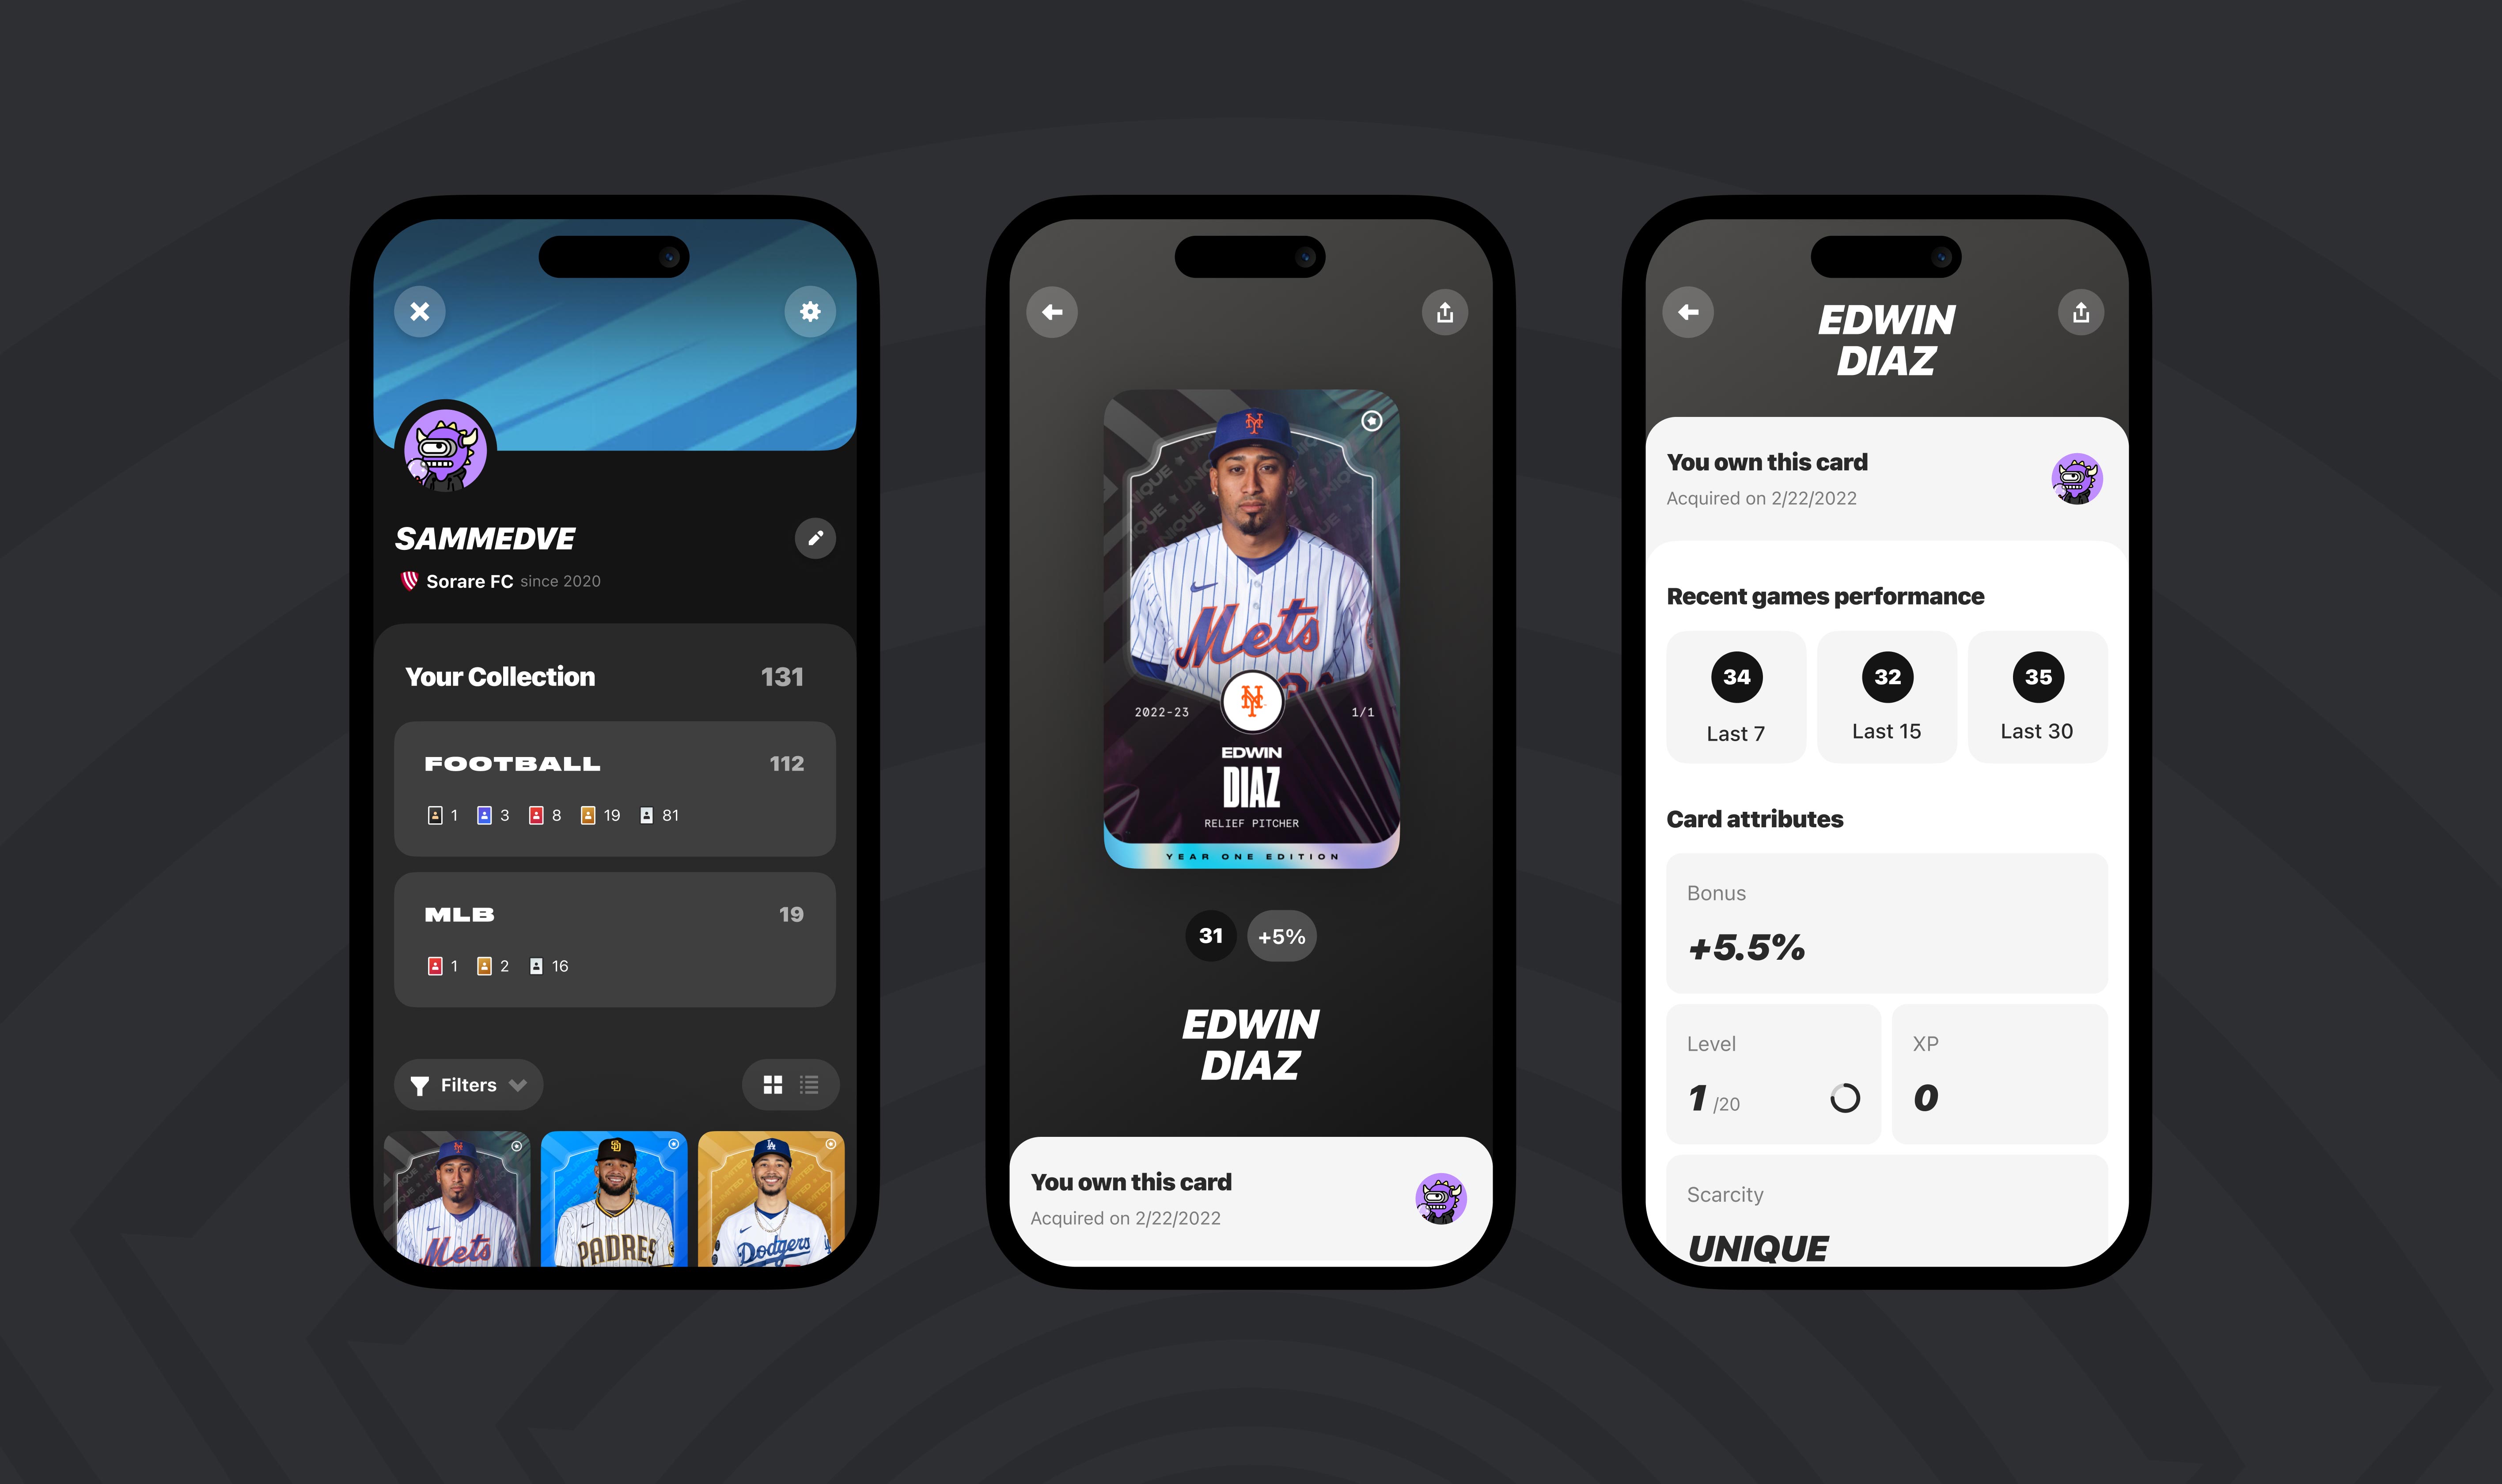 SAMMEDVE
Sorare FC since 2020
Your Collection 131
FOOTBALL 112
1 3 8 19 81
MLB 19
1 2 16
Filters
Mets
PADRES
Dodgers
UNIQUE UNIQUE
UNIQUE UNIQUE
Mets
2022-23 1/1
EDWIN
DIAZ
RELIEF PITCHER
YEAR ONE EDITION
31 +5%
EDWIN
DIAZ
You own this card
Acquired on 2/22/2022
EDWIN
DIAZ
You own this card
Acquired on 2/22/2022
Recent games performance
34 32 35
Last 7 Last 15 Last 30
Card attributes
Bonus
+5.5%
Level XP
1 /20 0
Scarcity
UNIQUE